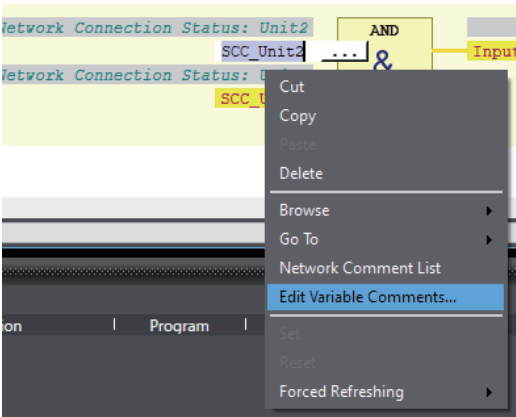 Network Connection Status: Unit2
AND
SCC_Unit2 ...
&
Input
Network Connection Status:
SCC_U
Cut
Copy
Paste
Delete
Browse
Go To
Network Comment List
Edit Variable Comments...
ion | Program |
Set
Reset
Forced Refreshing